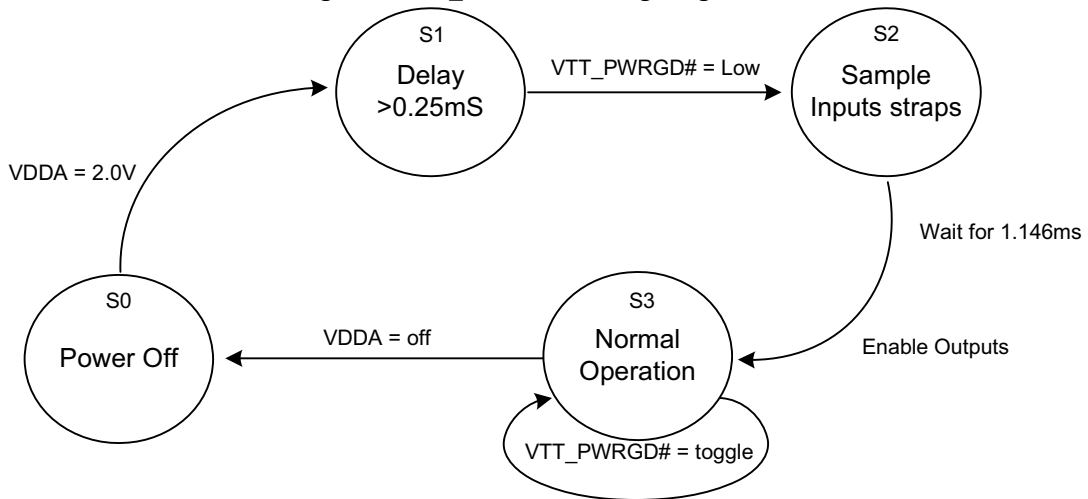 S1
Delay
>0.25mS
VTT_PWRGD# = Low
S2
Sample
Inputs straps
VDDA = 2.0V
Wait for 1.146ms
S0
Power Off
VDDA = off
S3
Normal
Operation
Enable Outputs
VTT_PWRGD# = toggle